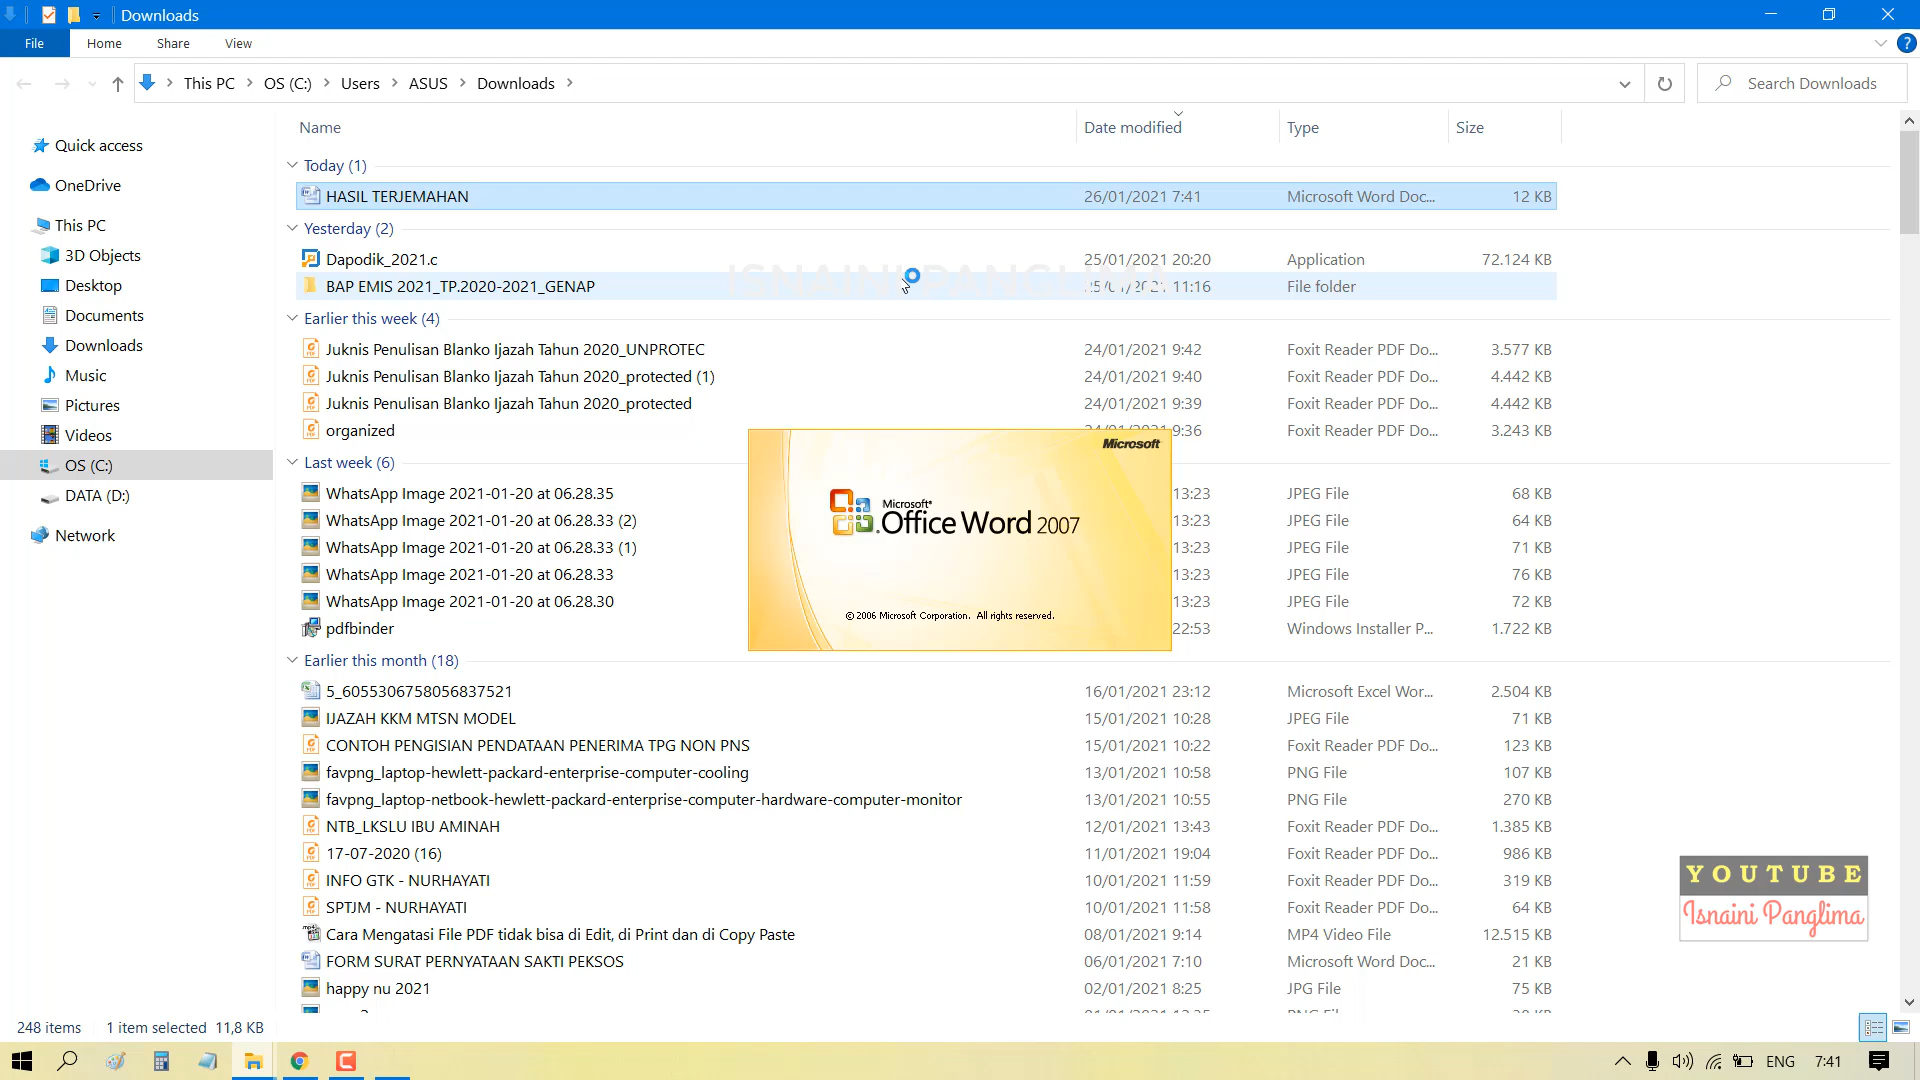 Downloads
File Home Share View
This PC OS (C:) Users ASUS Downloads Search Downloads
Name Date modified Type Size
Quick access
OneDrive
This PC
3D Objects
Desktop
Documents
Downloads
Music
Pictures
Videos
OS (C:)
DATA (D:)
Network
Today (1)
HASIL TERJEMAHAN 26/01/2021 7:41 Microsoft Word Doc... 12 KB
Yesterday (2)
Dapodik_2021.c 25/01/2021 20:20 Application 72.124 KB
BAP EMIS 2021_TP.2020-2021_GENAP 25/01/2021 11:16 File folder
ISNAINI PANGLIMA
Earlier this week (4)
Juknis Penulisan Blanko Ijazah Tahun 2020_UNPROTEC 24/01/2021 9:42 Foxit Reader PDF Do... 3.577 KB
Juknis Penulisan Blanko Ijazah Tahun 2020_protected (1) 24/01/2021 9:40 Foxit Reader PDF Do... 4.442 KB
Juknis Penulisan Blanko Ijazah Tahun 2020_protected 24/01/2021 9:39 Foxit Reader PDF Do... 4.442 KB
organized 24/01/2021 9:36 Foxit Reader PDF Do... 3.243 KB
Last week (6)
WhatsApp Image 2021-01-20 at 06.28.35 13:23 JPEG File 68 KB
WhatsApp Image 2021-01-20 at 06.28.33 (2) 13:23 JPEG File 64 KB
WhatsApp Image 2021-01-20 at 06.28.33 (1) 13:23 JPEG File 71 KB
WhatsApp Image 2021-01-20 at 06.28.33 13:23 JPEG File 76 KB
WhatsApp Image 2021-01-20 at 06.28.30 13:23 JPEG File 72 KB
pdfbinder 22:53 Windows Installer P... 1.722 KB
Microsoft
Microsoft®
Office Word 2007
© 2006 Microsoft Corporation. All rights reserved.
Earlier this month (18)
5_6055306758056837521 16/01/2021 23:12 Microsoft Excel Wor... 2.504 KB
IJAZAH KKM MTSN MODEL 15/01/2021 10:28 JPEG File 71 KB
CONTOH PENGISIAN PENDATAAN PENERIMA TPG NON PNS 15/01/2021 10:22 Foxit Reader PDF Do... 123 KB
favpng_laptop-hewlett-packard-enterprise-computer-cooling 13/01/2021 10:58 PNG File 107 KB
favpng_laptop-netbook-hewlett-packard-enterprise-computer-hardware-computer-monitor 13/01/2021 10:55 PNG File 270 KB
NTB_LKSLU IBU AMINAH 12/01/2021 13:43 Foxit Reader PDF Do... 1.385 KB
17-07-2020 (16) 11/01/2021 19:04 Foxit Reader PDF Do... 986 KB
INFO GTK - NURHAYATI 10/01/2021 11:59 Foxit Reader PDF Do... 319 KB
SPTJM - NURHAYATI 10/01/2021 11:58 Foxit Reader PDF Do... 64 KB
Cara Mengatasi File PDF tidak bisa di Edit, di Print dan di Copy Paste 08/01/2021 9:14 MP4 Video File 12.515 KB
FORM SURAT PERNYATAAN SAKTI PEKSOS 06/01/2021 7:10 Microsoft Word Doc... 21 KB
happy nu 2021 02/01/2021 8:25 JPG File 75 KB
YOUTUBE
Isnaini Panglima
248 items 1 item selected 11,8 KB
ENG 7:41